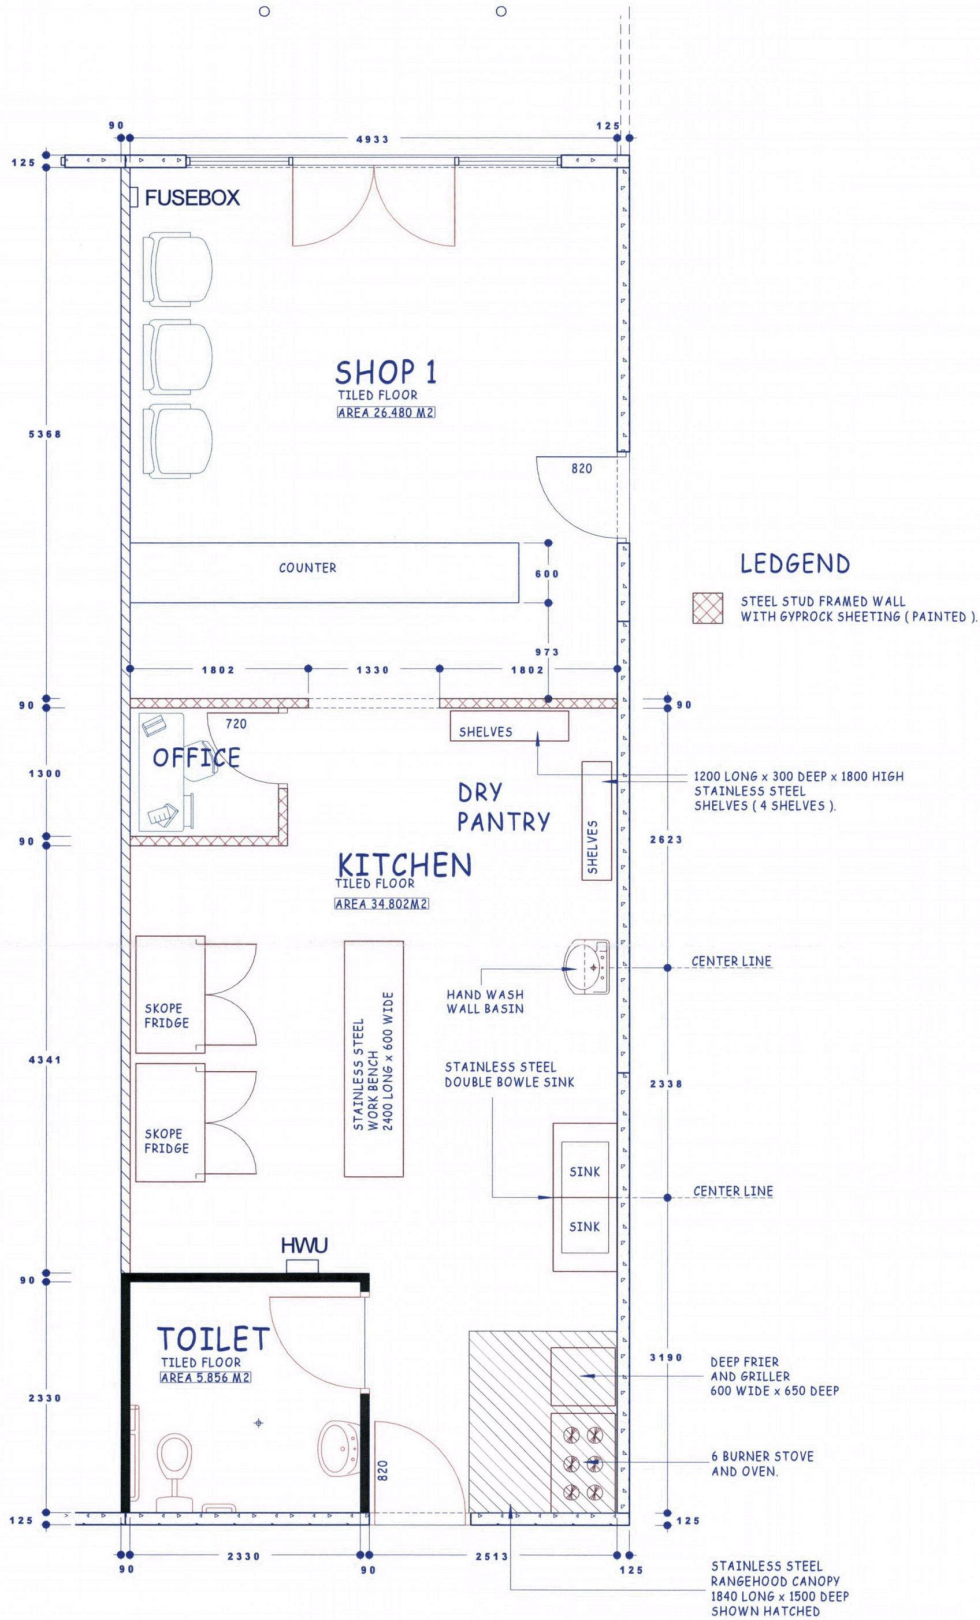 90
4933
125
125
FUSEBOX
SHOP 1
TILED FLOOR
AREA 26.480 M2
5368
820
COUNTER
600
LEDGEND
STEEL STUD FRAMED WALL
WITH GYPROCK SHEETING ( PAINTED ).
973
1802
1330
1802
90
90
720
OFFICE
SHELVES
1300
1200 LONG x 300 DEEP x 1800 HIGH
STAINLESS STEEL
SHELVES ( 4 SHELVES ).
DRY
PANTRY
90
2623
SHELVES
KITCHEN
TILED FLOOR
AREA 34.802M2
CENTER LINE
HAND WASH
WALL BASIN
SKOPE
FRIDGE
STAINLESS STEEL
WORK BENCH
2400 LONG x 600 WIDE
4341
STAINLESS STEEL
DOUBLE BOWLE SINK
2338
SKOPE
FRIDGE
SINK
CENTER LINE
SINK
HWU
90
TOILET
TILED FLOOR
AREA 5.856 M2
3190
DEEP FRIER
AND GRILLER
600 WIDE x 650 DEEP
2330
6 BURNER STOVE
AND OVEN.
820
125
125
2330
2513
90
90
125
STAINLESS STEEL
RANGEHOOD CANOPY
1840 LONG x 1500 DEEP
SHOWN HATCHED